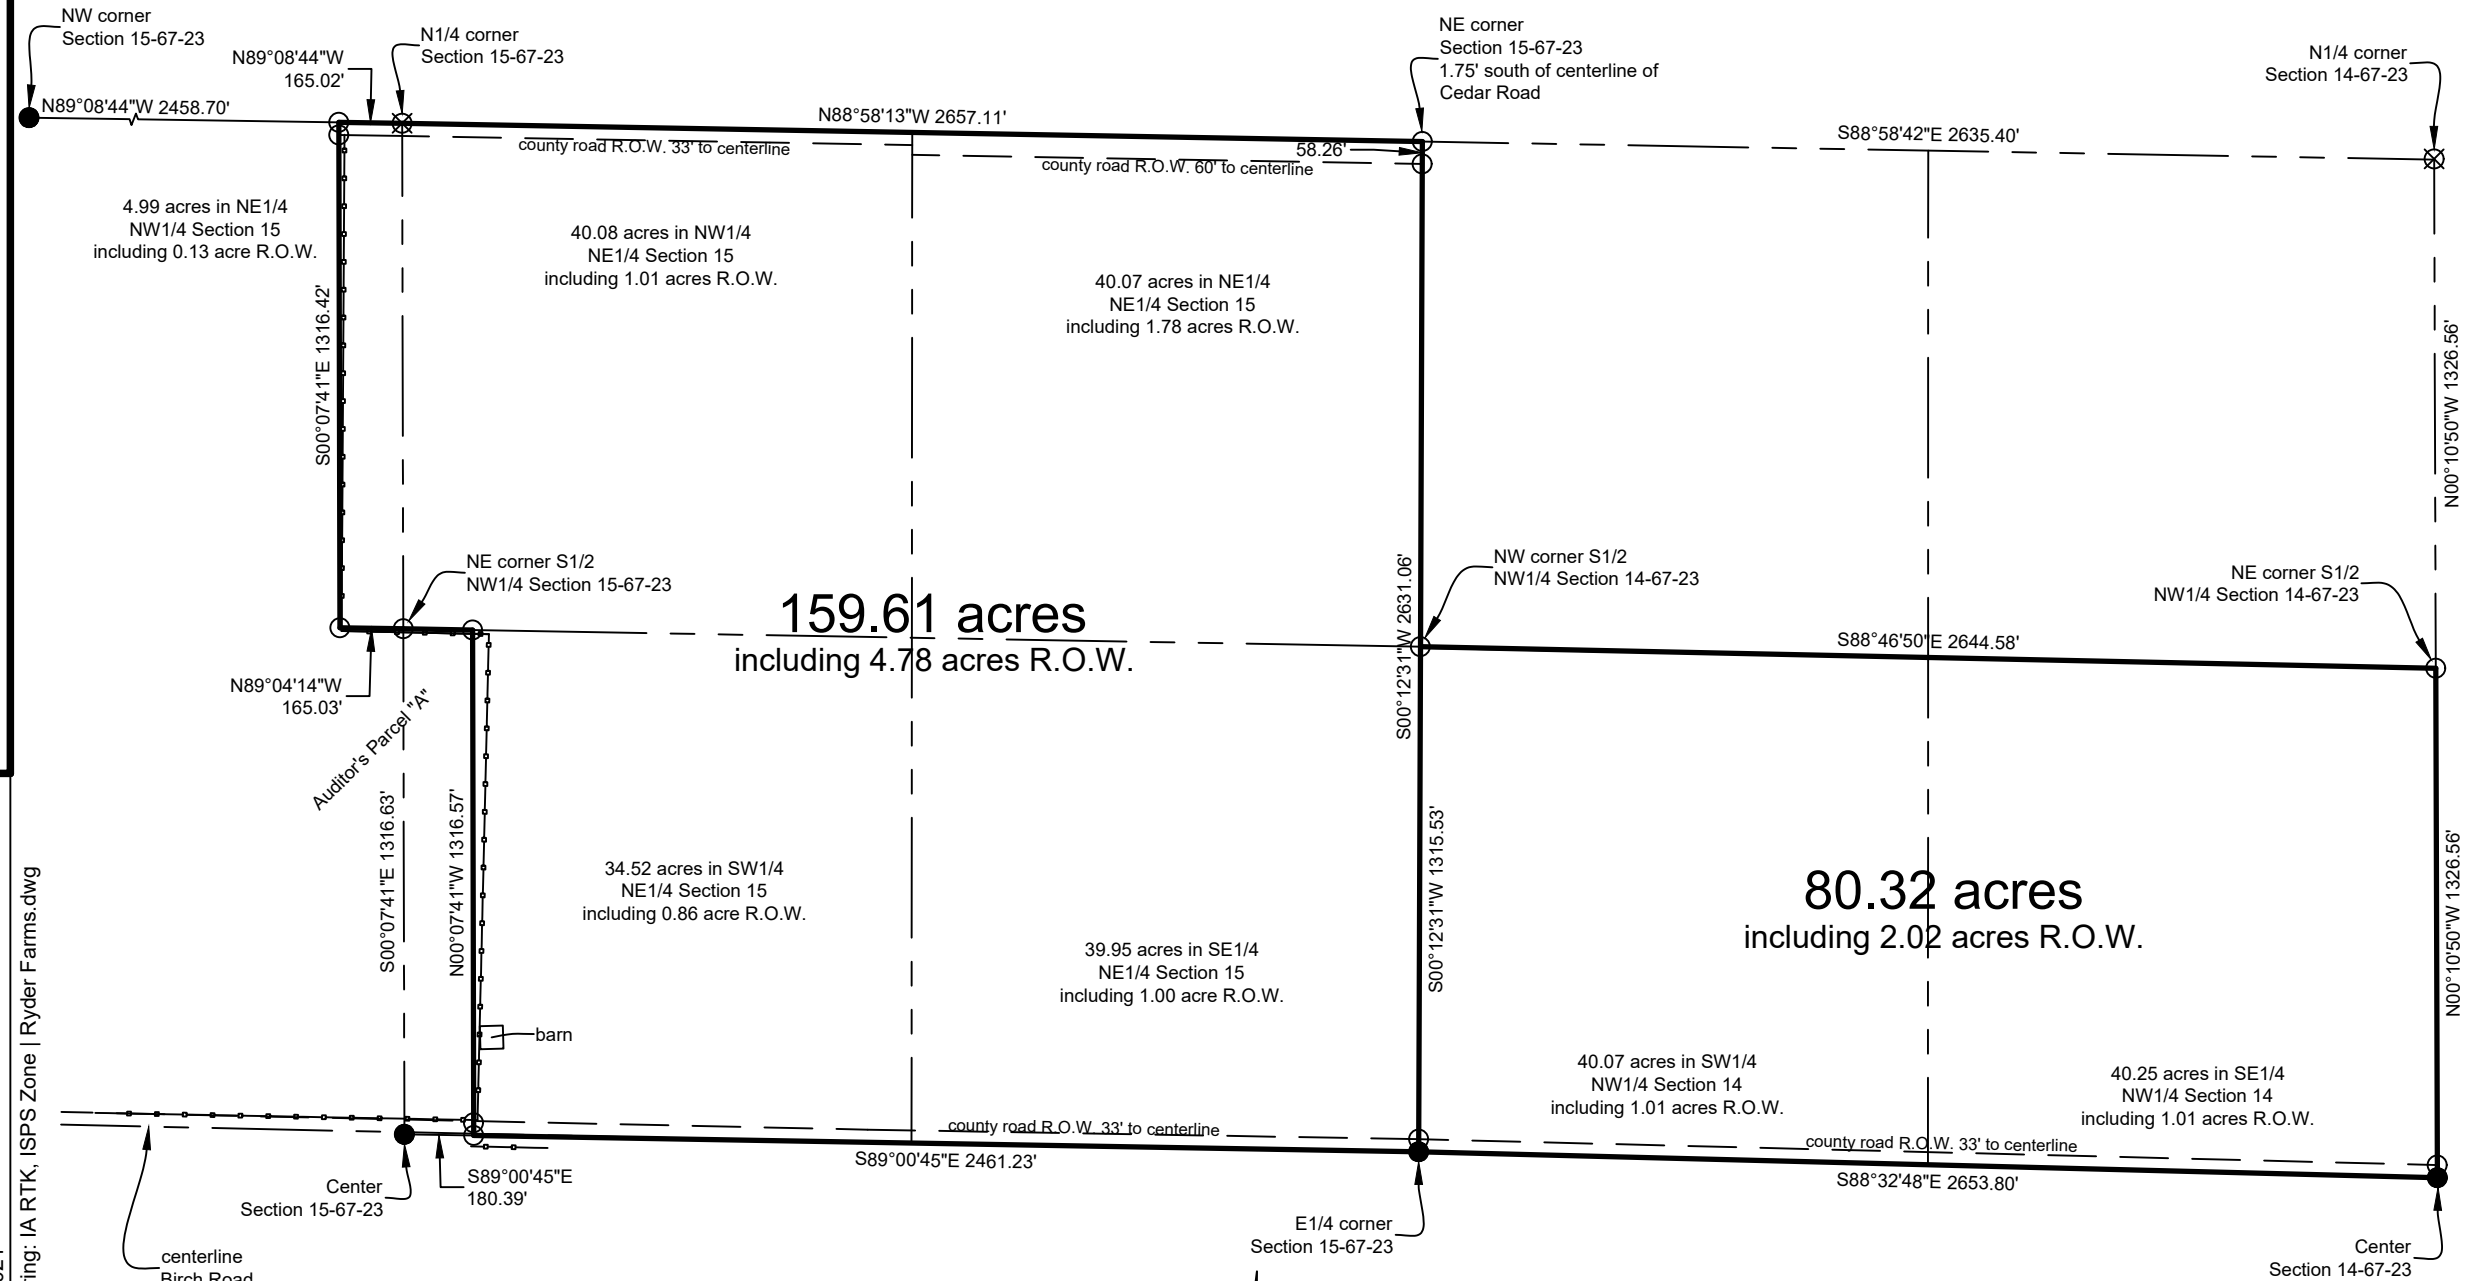 NW corner
Section 15-67-23
N89°08'44"W
165.02'
N1/4 corner
Section 15-67-23
NE corner
Section 15-67-23
1.75' south of centerline of
Cedar Road
N1/4 corner
Section 14-67-23
N89°08'44"W 2458.70'
N88°58'13"W 2657.11'
S88°58'42"E 2635.40'
county road R.O.W. 33' to centerline
58.26'
county road R.O.W. 60' to centerline
4.99 acres in NE1/4
NW1/4 Section 15
including 0.13 acre R.O.W.
40.08 acres in NW1/4
NE1/4 Section 15
including 1.01 acres R.O.W.
40.07 acres in NE1/4
NE1/4 Section 15
including 1.78 acres R.O.W.
S00°07'41"E 1316.42'
N00°10'50"W 1326.56'
NE corner S1/2
NW1/4 Section 15-67-23
159.61 acres
including 4.78 acres R.O.W.
S00°12'31"W 2631.06'
NW corner S1/2
NW1/4 Section 14-67-23
NE corner S1/2
NW1/4 Section 14-67-23
S88°46'50"E 2644.58'
N89°04'14"W
165.03'
Auditor's Parcel "A"
S00°07'41"E 1316.63'
N00°07'41"W 1316.57'
34.52 acres in SW1/4
NE1/4 Section 15
including 0.86 acre R.O.W.
39.95 acres in SE1/4
NE1/4 Section 15
including 1.00 acre R.O.W.
S00°12'31"W 1315.53'
80.32 acres
including 2.02 acres R.O.W.
N00°10'50"W 1326.56'
barn
40.07 acres in SW1/4
NW1/4 Section 14
including 1.01 acres R.O.W.
40.25 acres in SE1/4
NW1/4 Section 14
including 1.01 acres R.O.W.
county road R.O.W. 33' to centerline
county road R.O.W. 33' to centerline
S89°00'45"E 2461.23'
S88°32'48"E 2653.80'
S89°00'45"E
180.39'
Center
Section 15-67-23
E1/4 corner
Section 15-67-23
Center
Section 14-67-23
centerline
Birch Road
ring: IA RTK, ISPS Zone | Ryder Farms.dwg